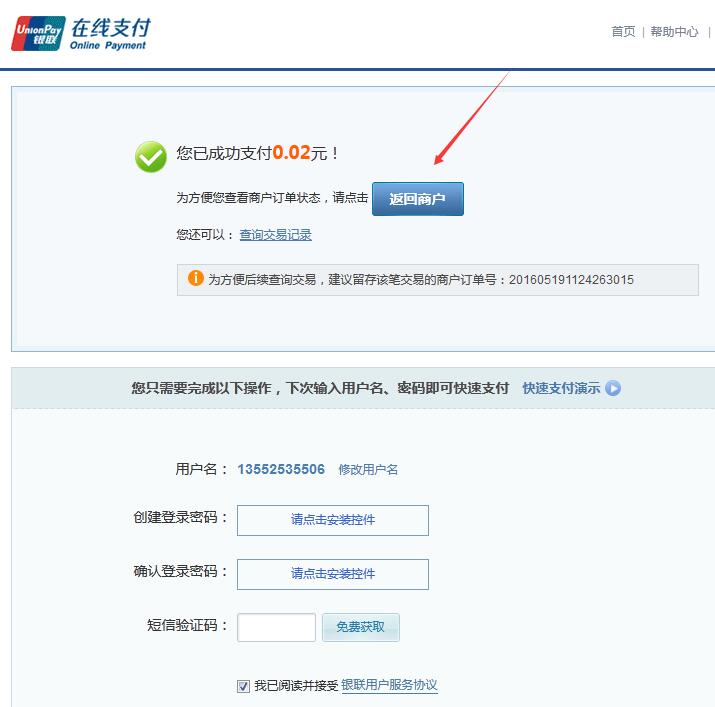 UnionPay 银联 在线支付
Online Payment
首页 | 帮助中心 |
您已成功支付0.02元！
为方便您查看商户订单状态，请点击 返回商户
您还可以： 查询交易记录
为方便后续查询交易，建议留存该笔交易的商户订单号：201605191124263015
您只需要完成以下操作，下次输入用户名、密码即可快速支付 快速支付演示
用户名： 13552535506 修改用户名
创建登录密码： 请点击安装控件
确认登录密码： 请点击安装控件
短信验证码： 免费获取
我已阅读并接受 银联用户服务协议